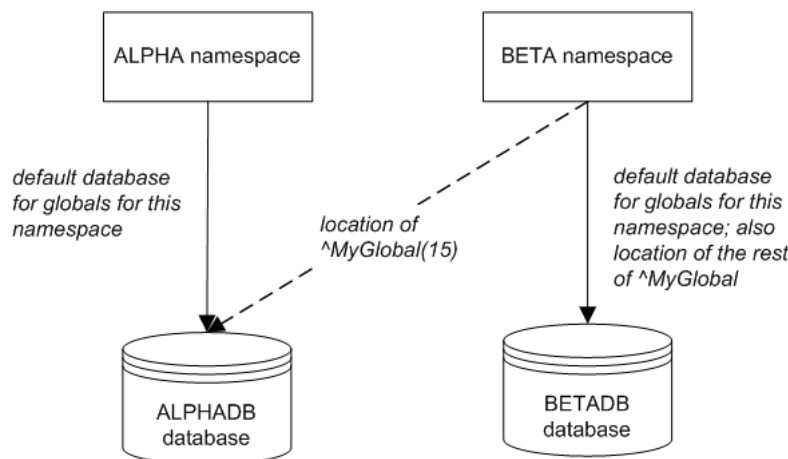 ALPHA namespace
BETA namespace
default database
for globals for this
namespace
location of
^MyGlobal(15)
default database
for globals for this
namespace; also
location of the rest
of ^MyGlobal
ALPHADB
database
BETADB
database